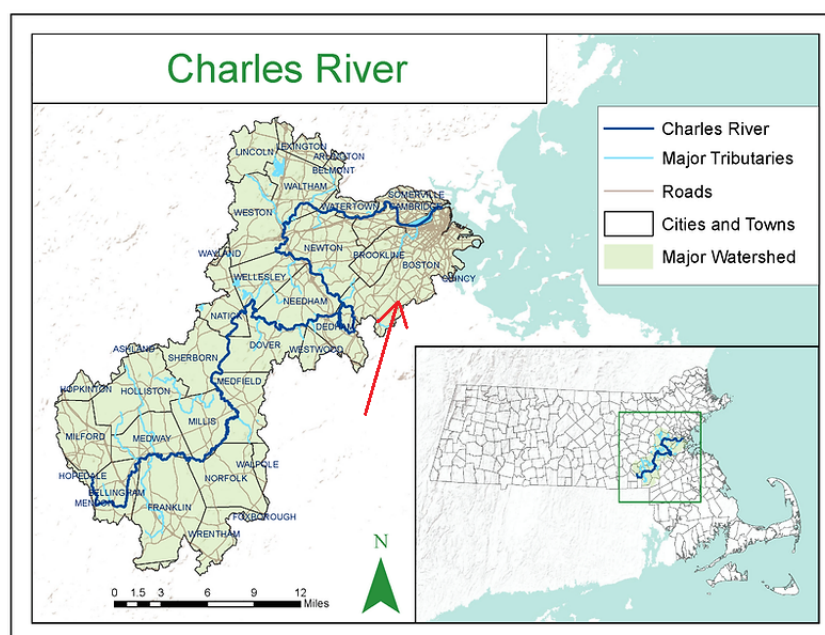 Charles River
Charles River
Major Tributaries
Roads
Cities and Towns
Major Watershed
LEXINGTON
LINCOLN
ARLINGTON
BELMONT
WALTHAM
SOMERVILLE
WATERTOWN
CAMBRIDGE
WESTON
NEWTON
WAYLAND
BROOKLINE
BOSTON
WELLESLEY
QUINCY
NEEDHAM
NATICK
DEDHAM
DOVER
WESTWOOD
ASHLAND
SHERBORN
MEDFIELD
HOPKINTON
HOLLISTON
MILLIS
MILFORD
MEDWAY
WALPOLE
HOPEDALE
NORFOLK
BELLINGHAM
MENDON
FRANKLIN
FOXBOROUGH
WRENTHAM
N
0 1.5 3 6 9 12
Miles